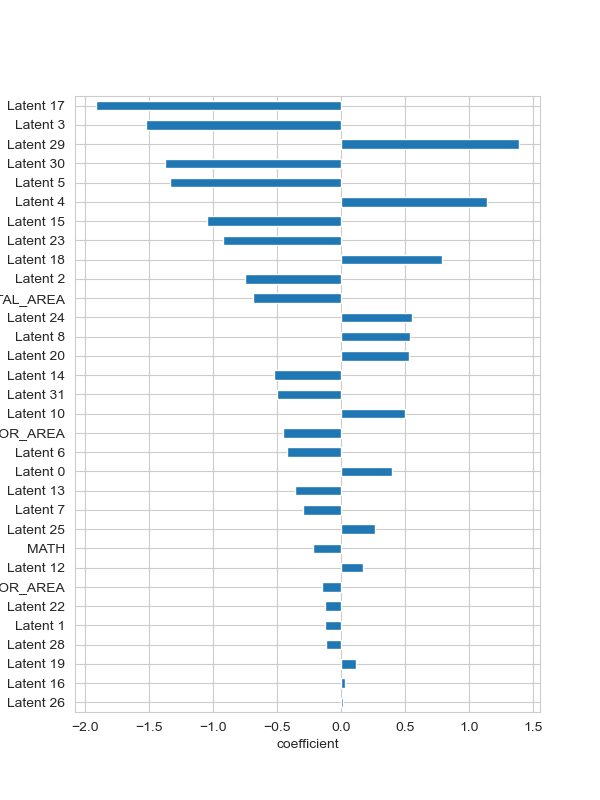 Latent 17
Latent 3
Latent 29
Latent 30
Latent 5
Latent 4
Latent 15
Latent 23
Latent 18
Latent 2
TAL_AREA
Latent 24
Latent 8
Latent 20
Latent 14
Latent 31
Latent 10
OR_AREA
Latent 6
Latent 0
Latent 13
Latent 7
Latent 25
MATH
Latent 12
OR_AREA
Latent 22
Latent 1
Latent 28
Latent 19
Latent 16
Latent 26
−2.0 −1.5 −1.0 −0.5 0.0 0.5 1.0 1.5
coefficient